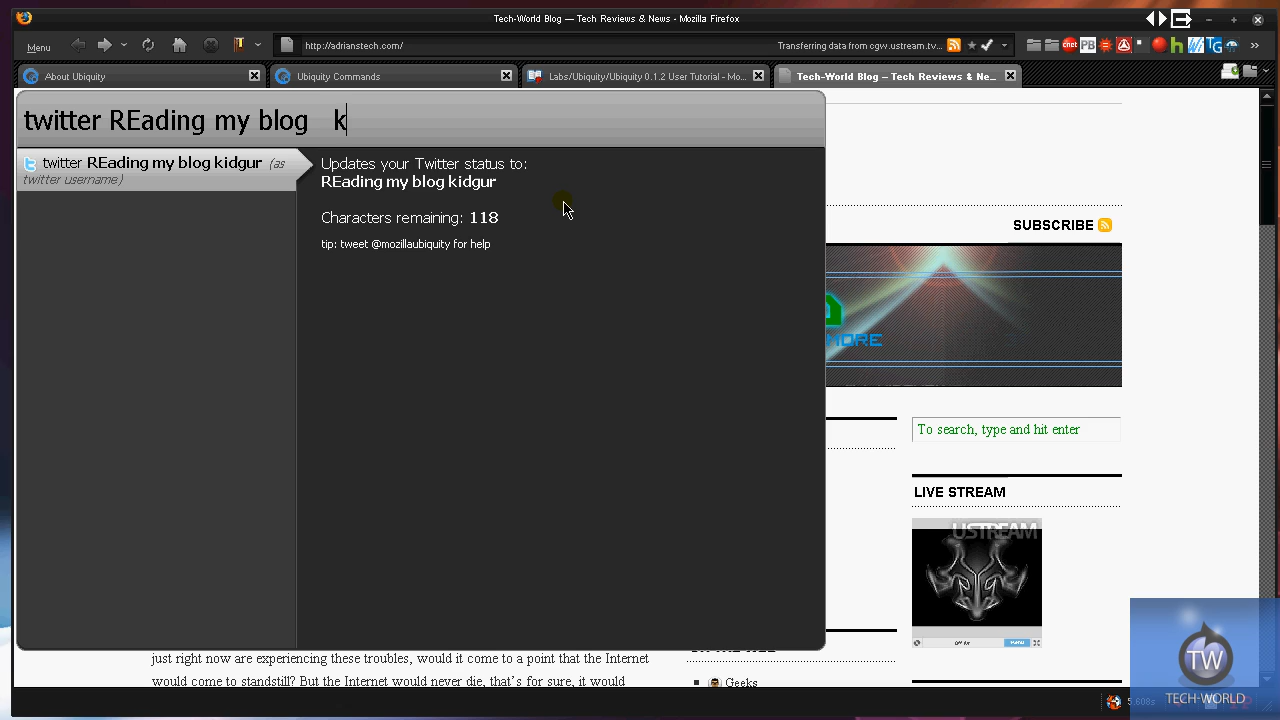 Tech-World Blog — Tech Reviews & News - Mozilla Firefox
Menu
http://adrianstech.com/
Transferring data from cgw.ustream.tv...
cnet
PB
h
TG
»
About Ubiquity
Ubiquity Commands
Labs/Ubiquity/Ubiquity 0.1.2 User Tutorial - Mo...
Tech-World Blog – Tech Reviews & Ne...
twitter REading my blog k
twitter REading my blog kidgur (as
twitter username)
Updates your Twitter status to:
REading my blog kidgur
Characters remaining: 118
tip: tweet @mozillaubiquity for help
SUBSCRIBE
MORE
To search, type and hit enter
LIVE STREAM
USTREAM
just right now are experiencing these troubles, would it come to a point that the Internet
would come to standstill? But the Internet would never die, that's for sure, it would
Geeks
TW
TECH-WORLD
5.608s